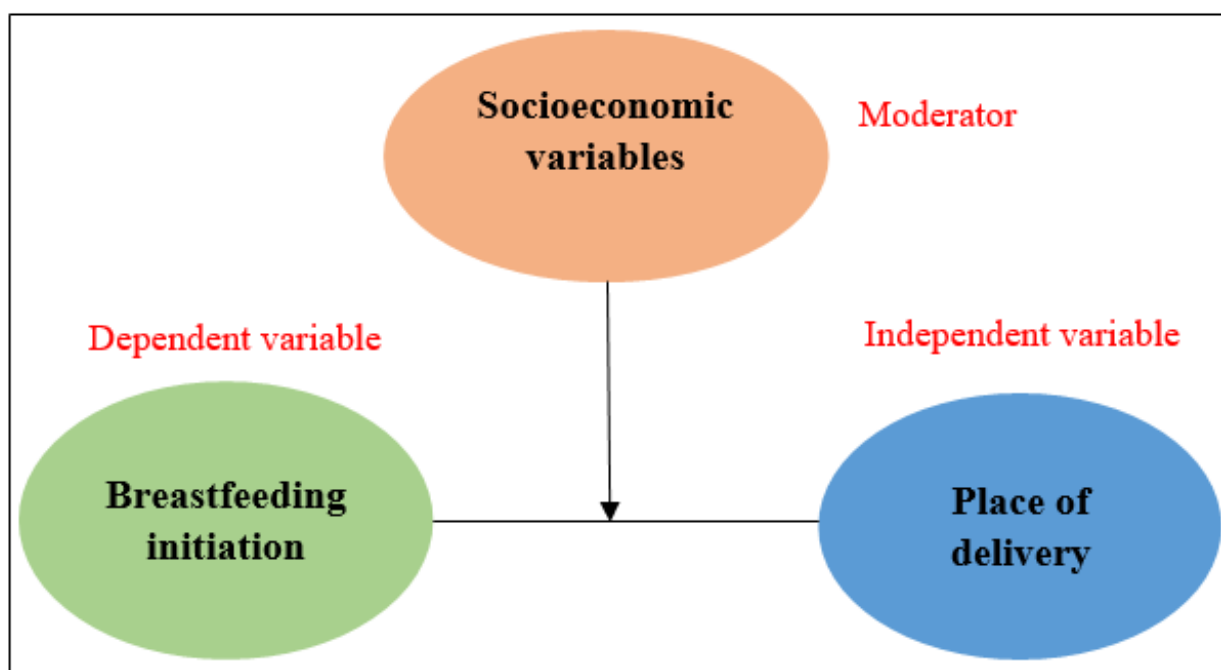 Socioeconomic
variables
Moderator
Dependent variable
Independent variable
Breastfeeding
initiation
Place of
delivery